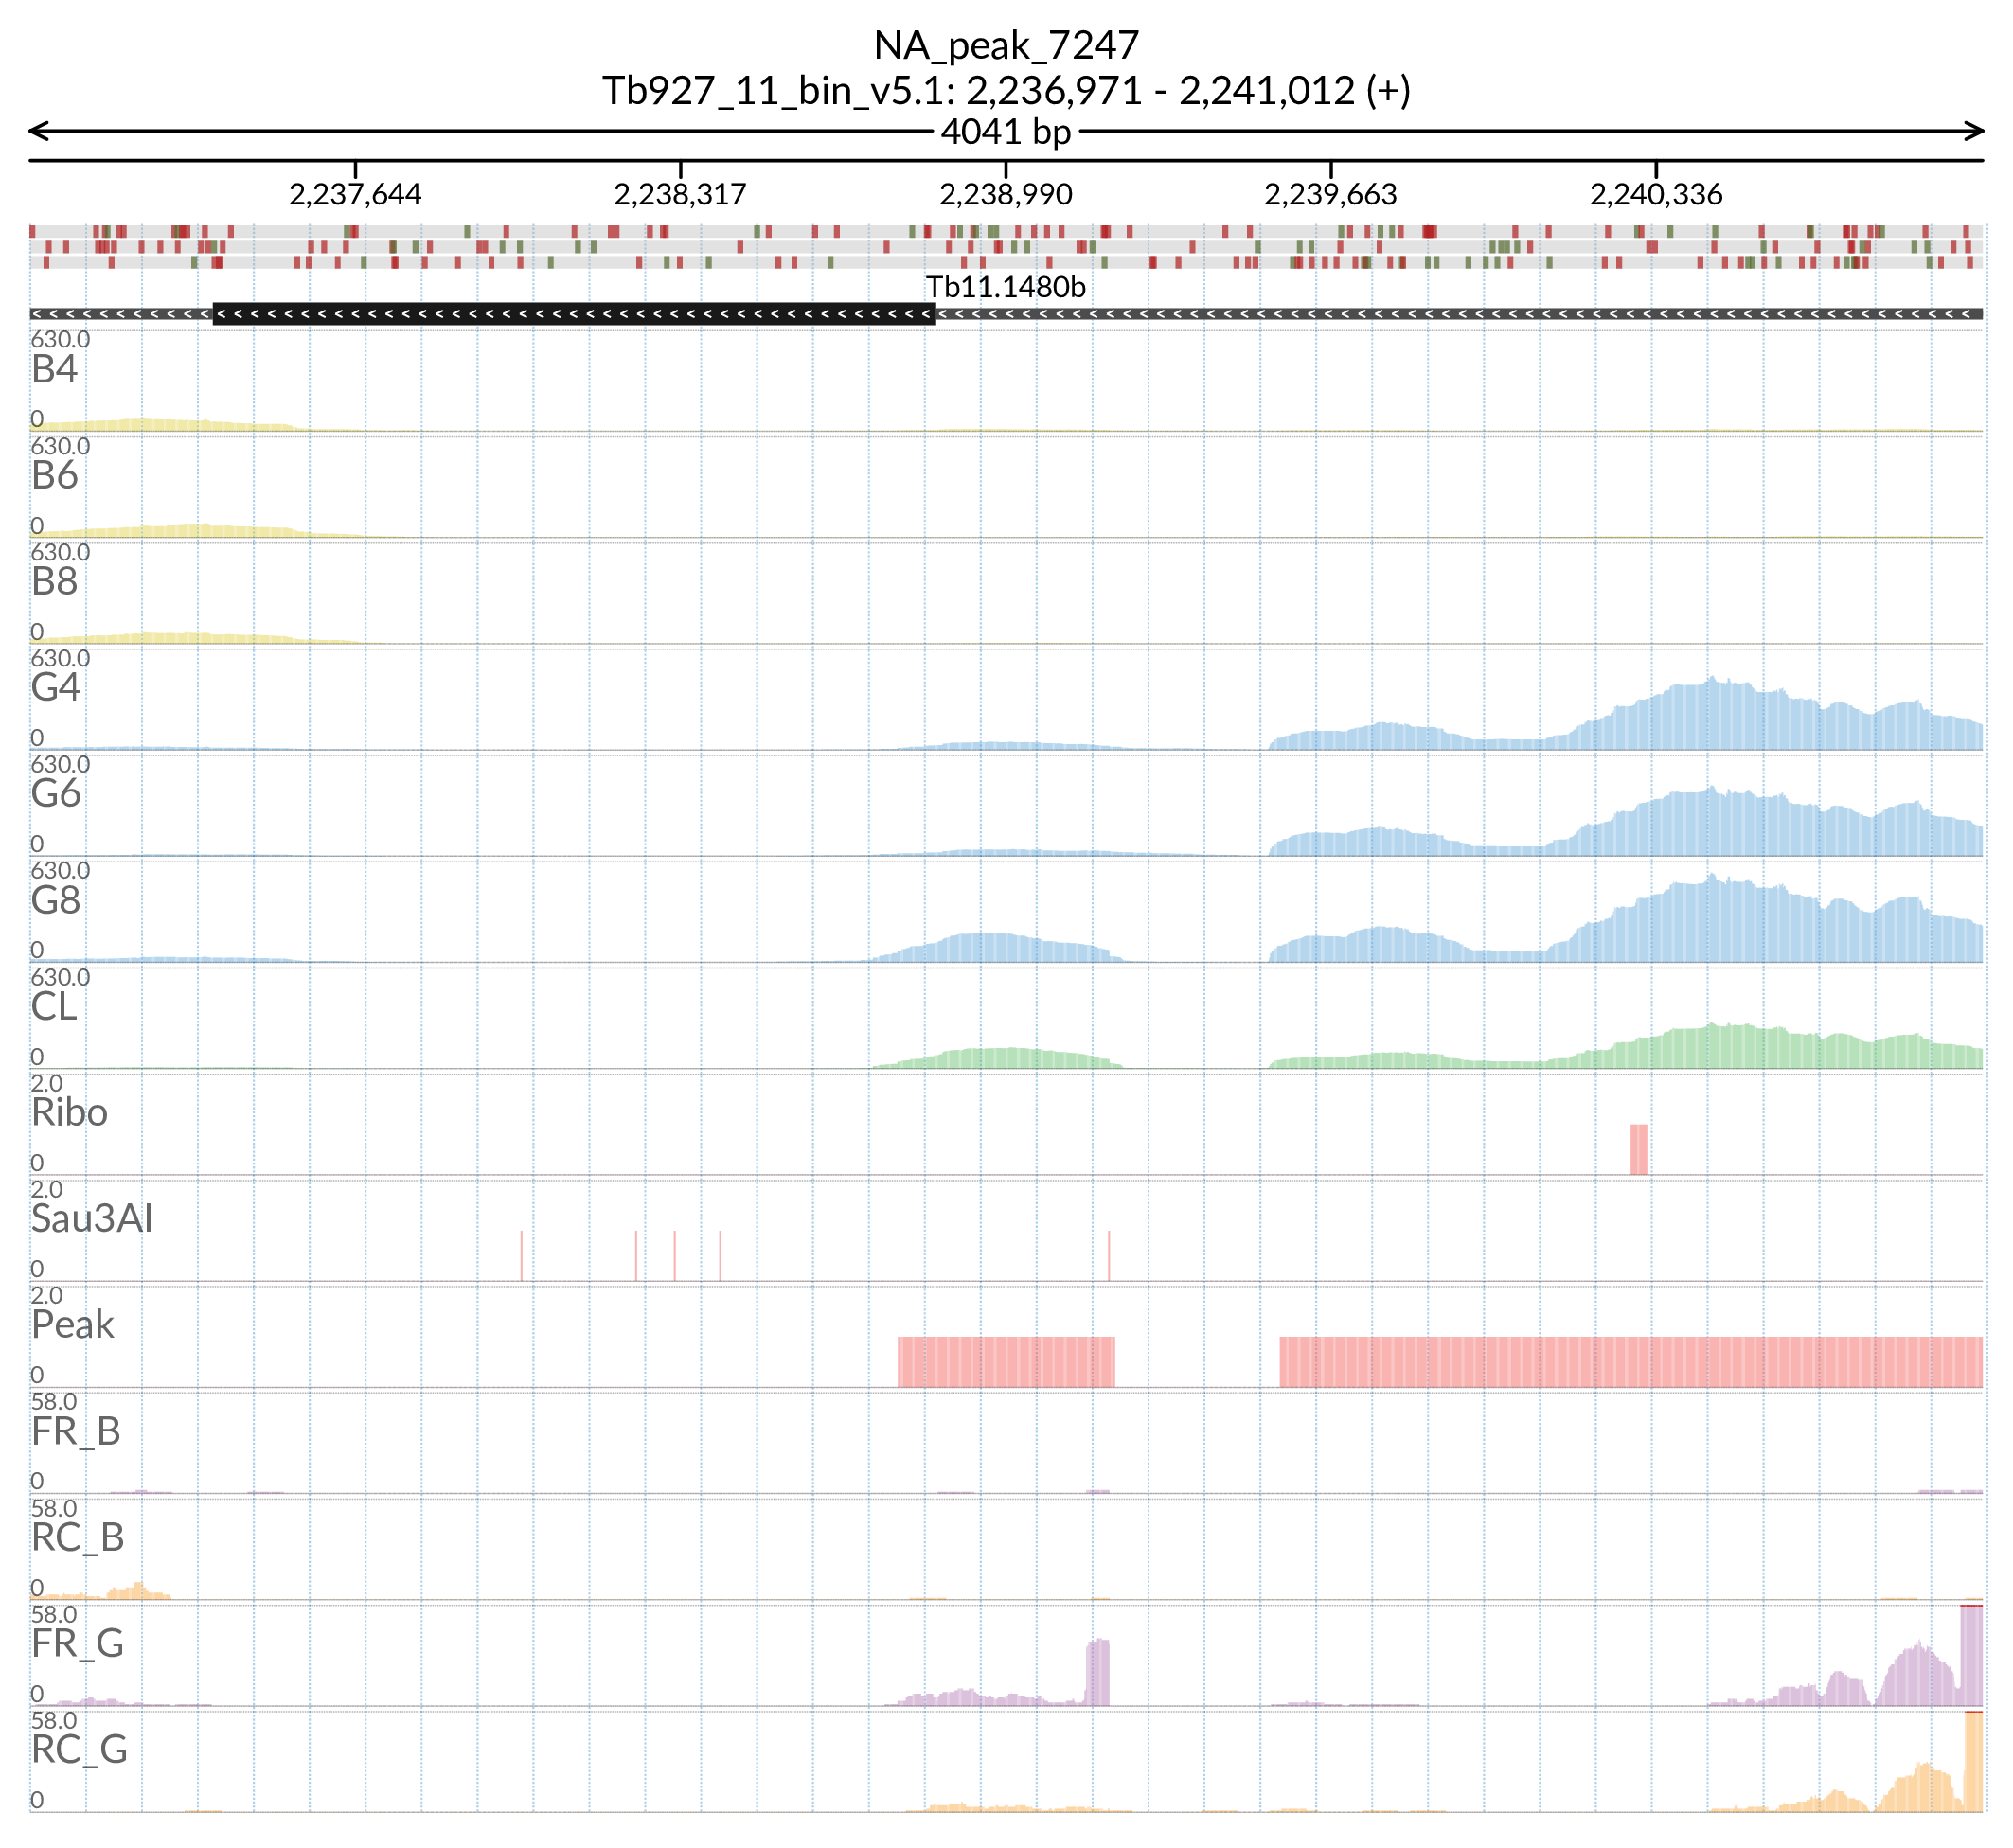 NA_peak_7247
Tb927_11_bin_v5.1: 2,236,971 - 2,241,012 (+)
4041 bp
2,237,644 2,238,317 2,238,990 2,239,663 2,240,336
Tb11.1480b
630.0
B4
0
630.0
B6
0
630.0
B8
0
630.0
G4
0
630.0
G6
0
630.0
G8
0
630.0
CL
0
2.0
Ribo
0
2.0
Sau3AI
0
2.0
Peak
0
58.0
FR_B
0
58.0
RC_B
0
58.0
FR_G
0
58.0
RC_G
0